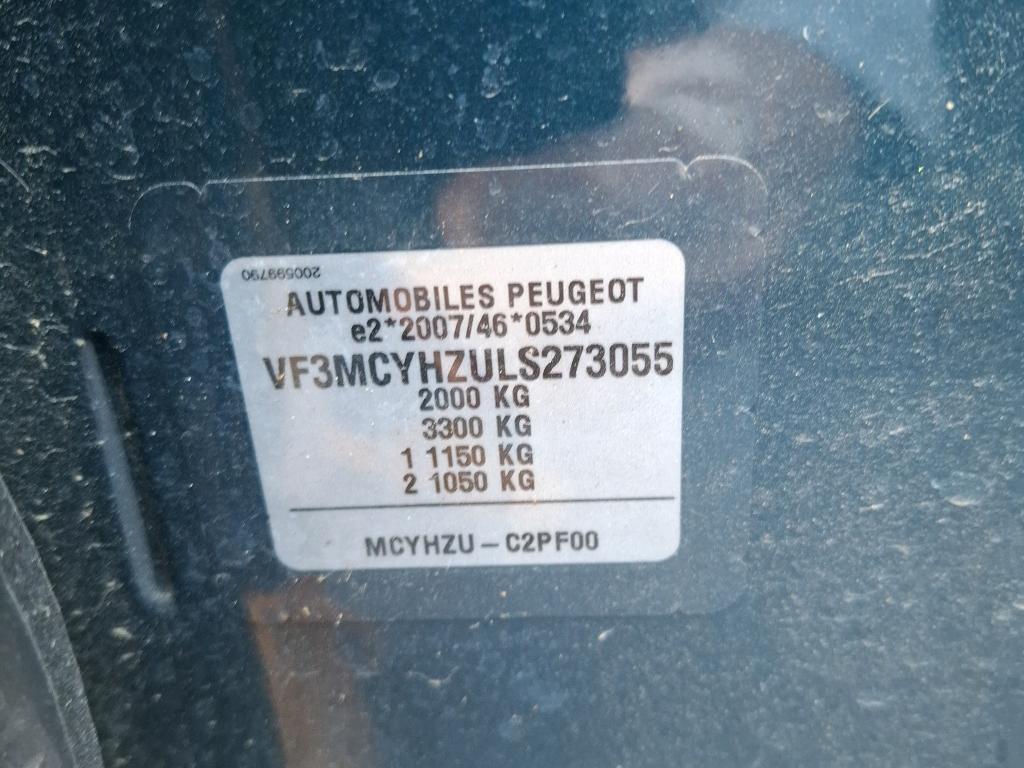 200599790
AUTOMOBILES PEUGEOT
e2*2007/46*0534
VF3MCYHZULS273055
2000 KG
3300 KG
1 1150 KG
2 1050 KG
MCYHZU – C2PF00